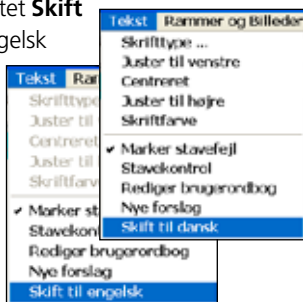 tet Skift
gelsk
Tekst Rammer og Billeder
Skrifttype ...
Juster til venstre
Centreret
Juster til højre
Skriftfarve
✔ Marker stavefejl
Stavekontrol
Rediger brugerordbog
Nye forslag
Skift til dansk
Tekst Ram
Skrifttype
Juster til
Centreret
Juster til
Skriftfarv
✔ Marker st
Stavekont
Rediger brugerordbog
Nye forslag
Skift til engelsk